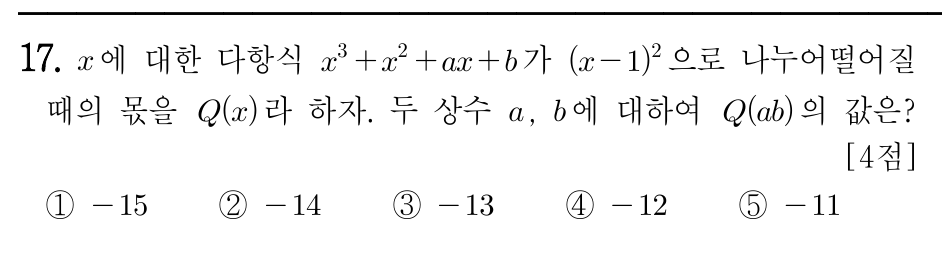 17. x에 대한 다항식 x³+x²+ax+b가 (x-1)²으로 나누어떨어질
때의 몫을 Q(x)라 하자. 두 상수 a, b에 대하여 Q(ab)의 값은?
[4점]
① -15 ② -14 ③ -13 ④ -12 ⑤ -11